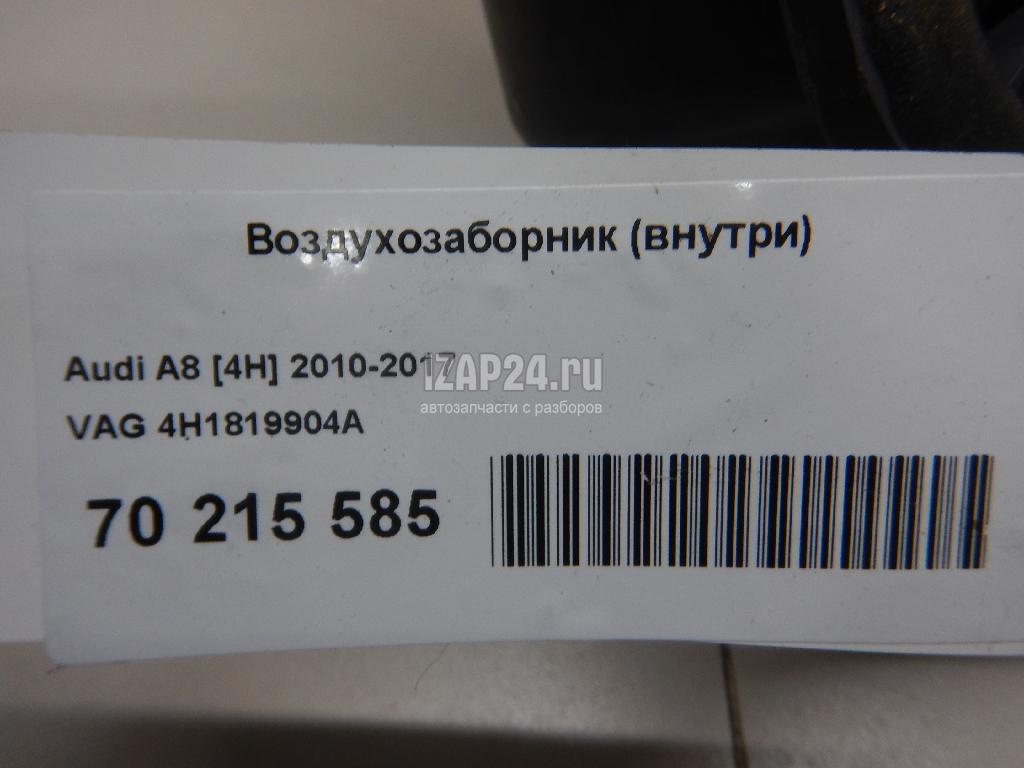 Воздухозаборник (внутри)
Audi A8 [4H] 2010-2017
IZAP24.ru
автозапчасти с разборов
VAG 4H1819904A
70 215 585